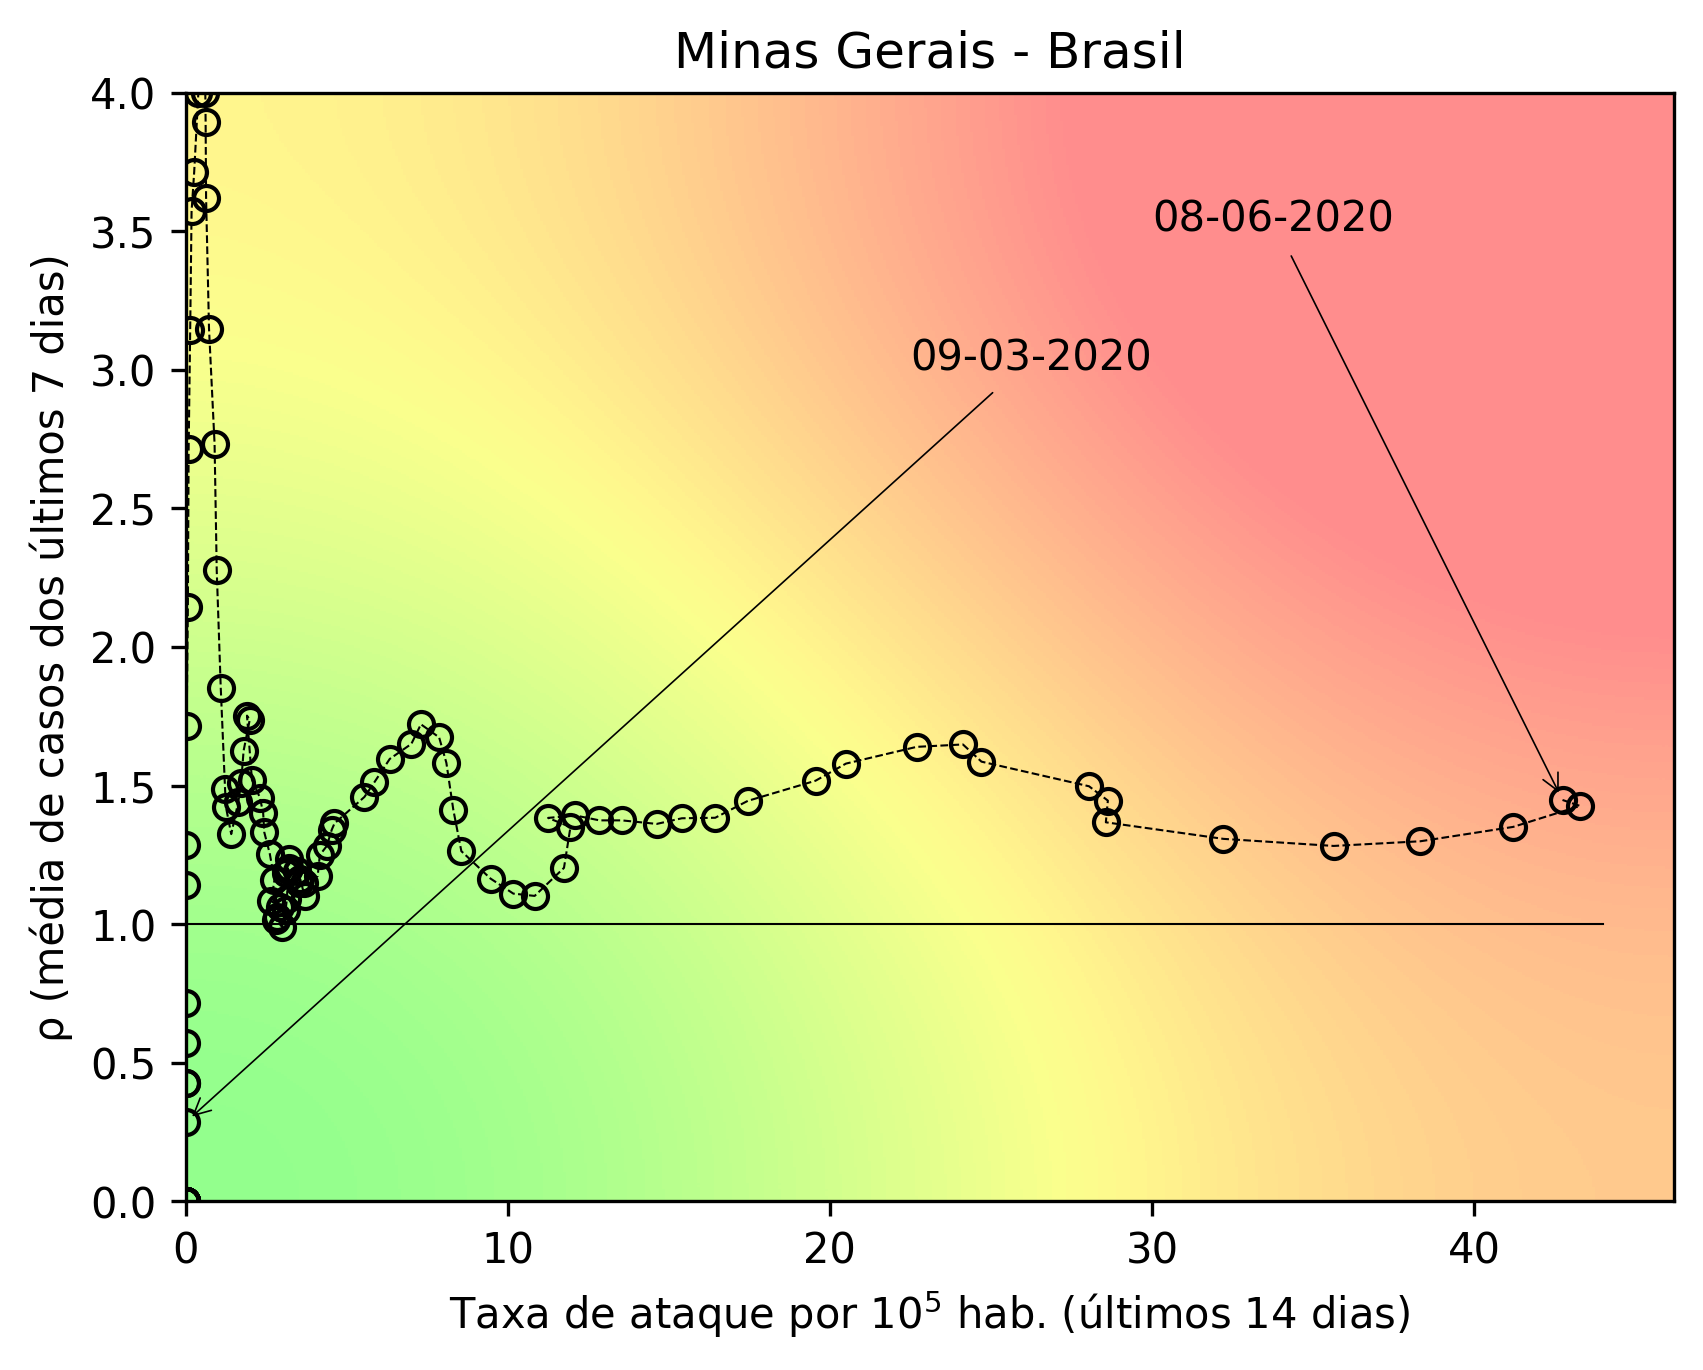 Minas Gerais - Brasil
4.0
3.5
3.0
2.5
2.0
1.5
1.0
0.5
0.0
ρ (média de casos dos últimos 7 dias)
08-06-2020
09-03-2020
0 10 20 30 40
Taxa de ataque por 10⁵ hab. (últimos 14 dias)